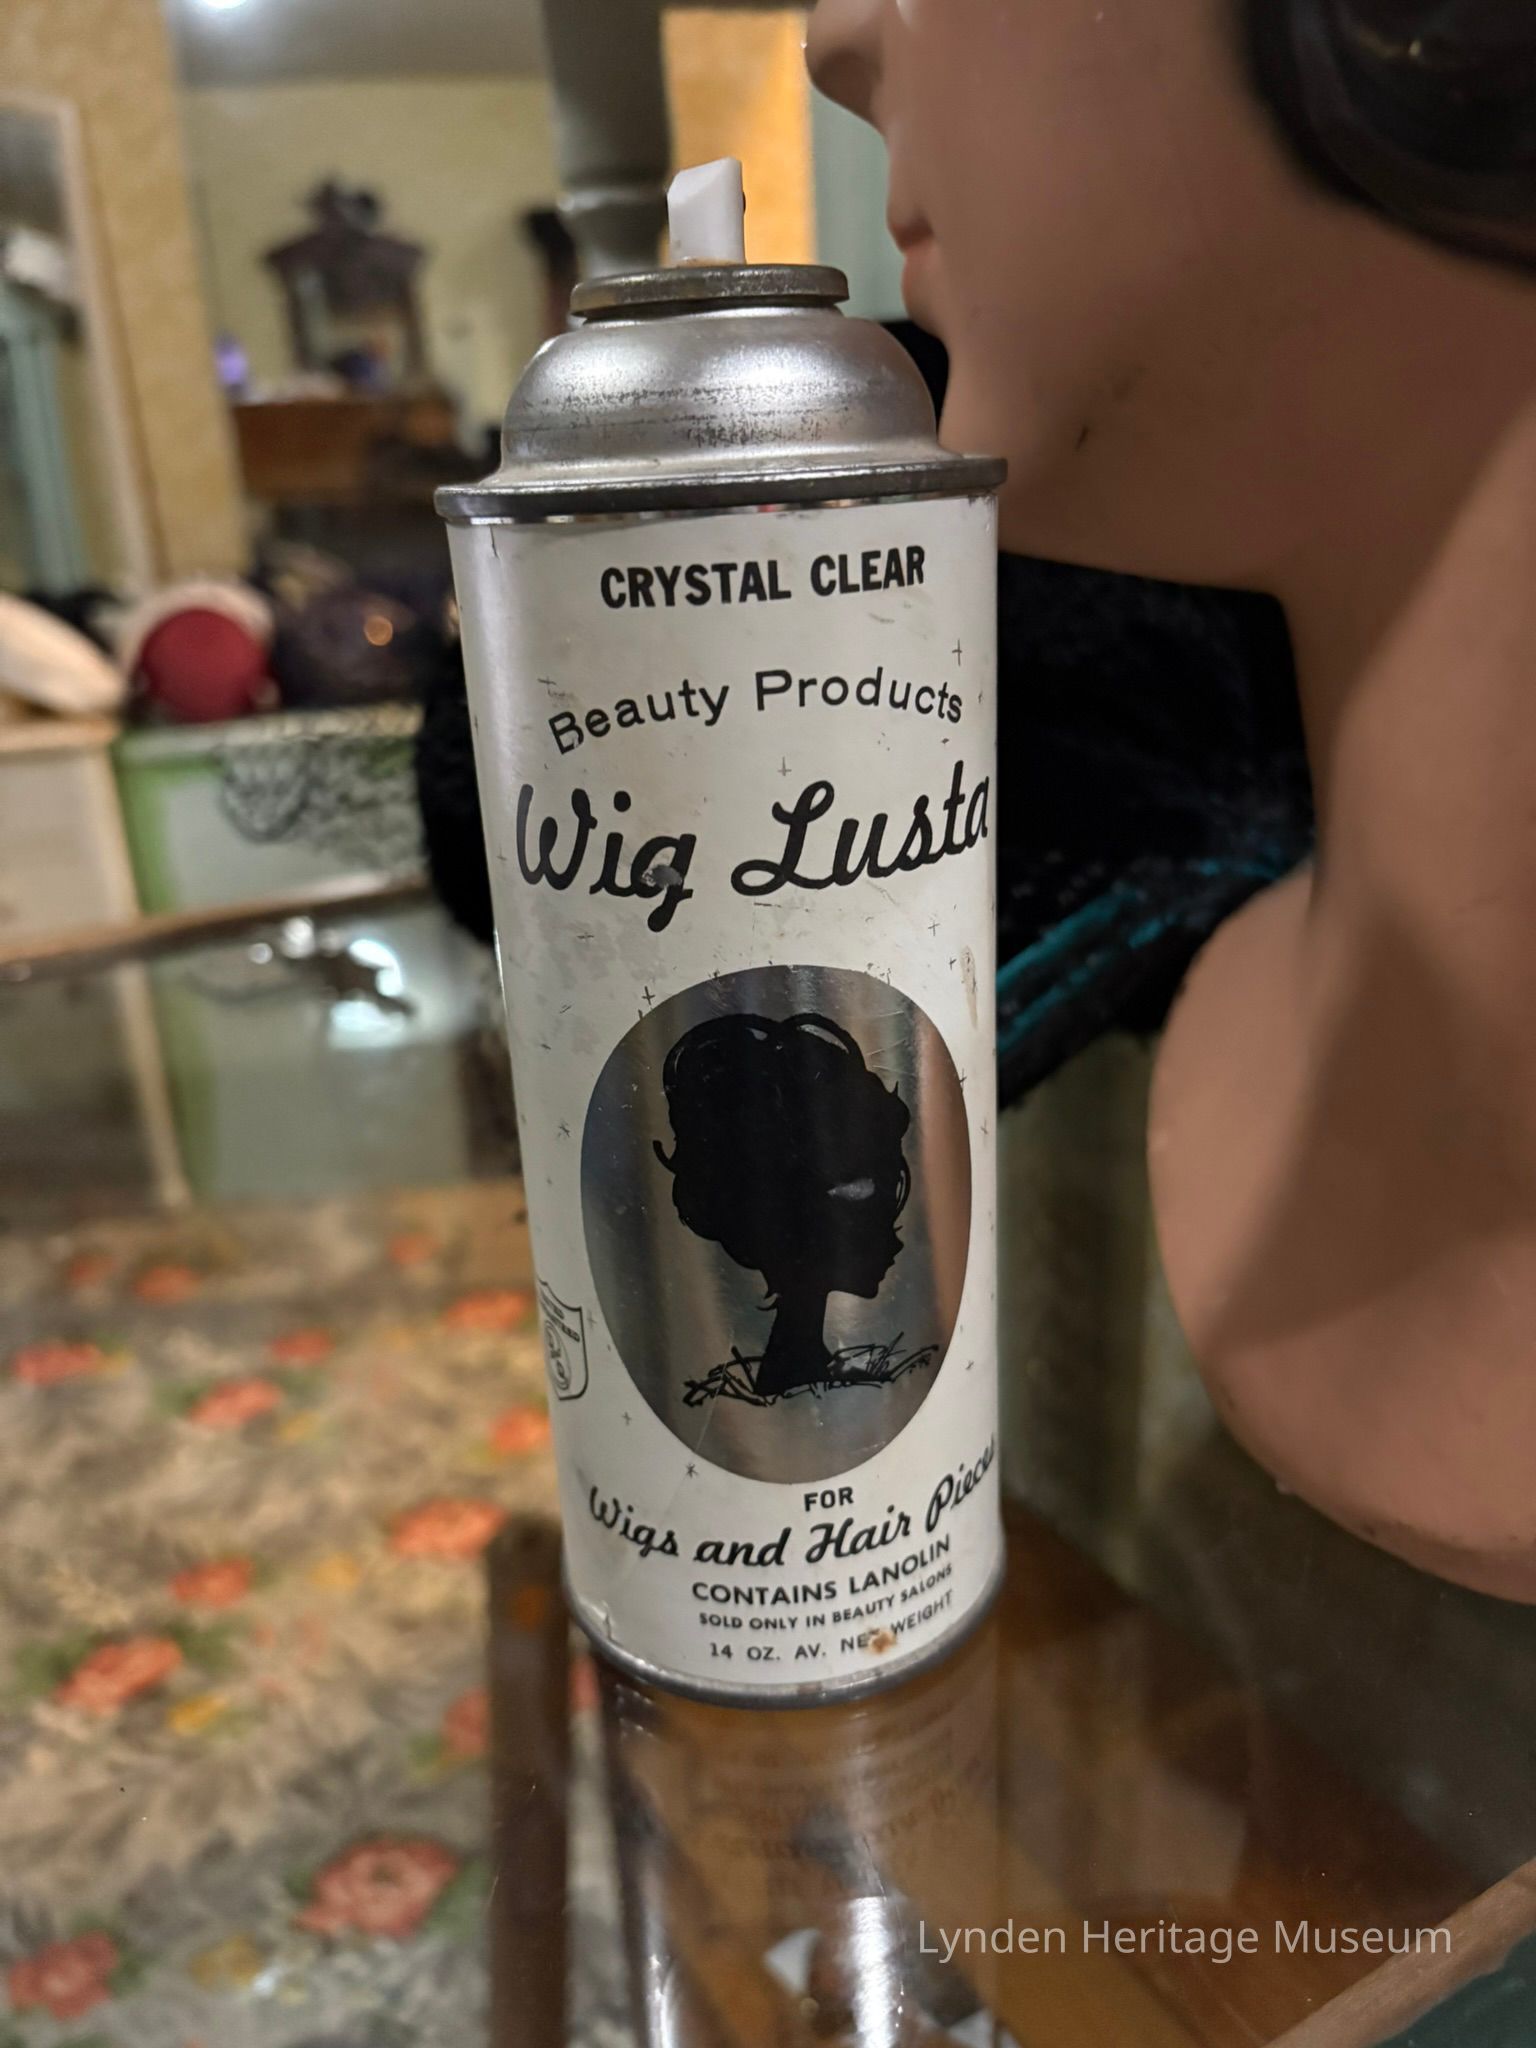 CRYSTAL CLEAR
Beauty Products
Wig Lusta
FOR
Wigs and Hair Pieces
CONTAINS LANOLIN
SOLD ONLY IN BEAUTY SALONS
14 OZ. AV. NET WEIGHT
Lynden Heritage Museum